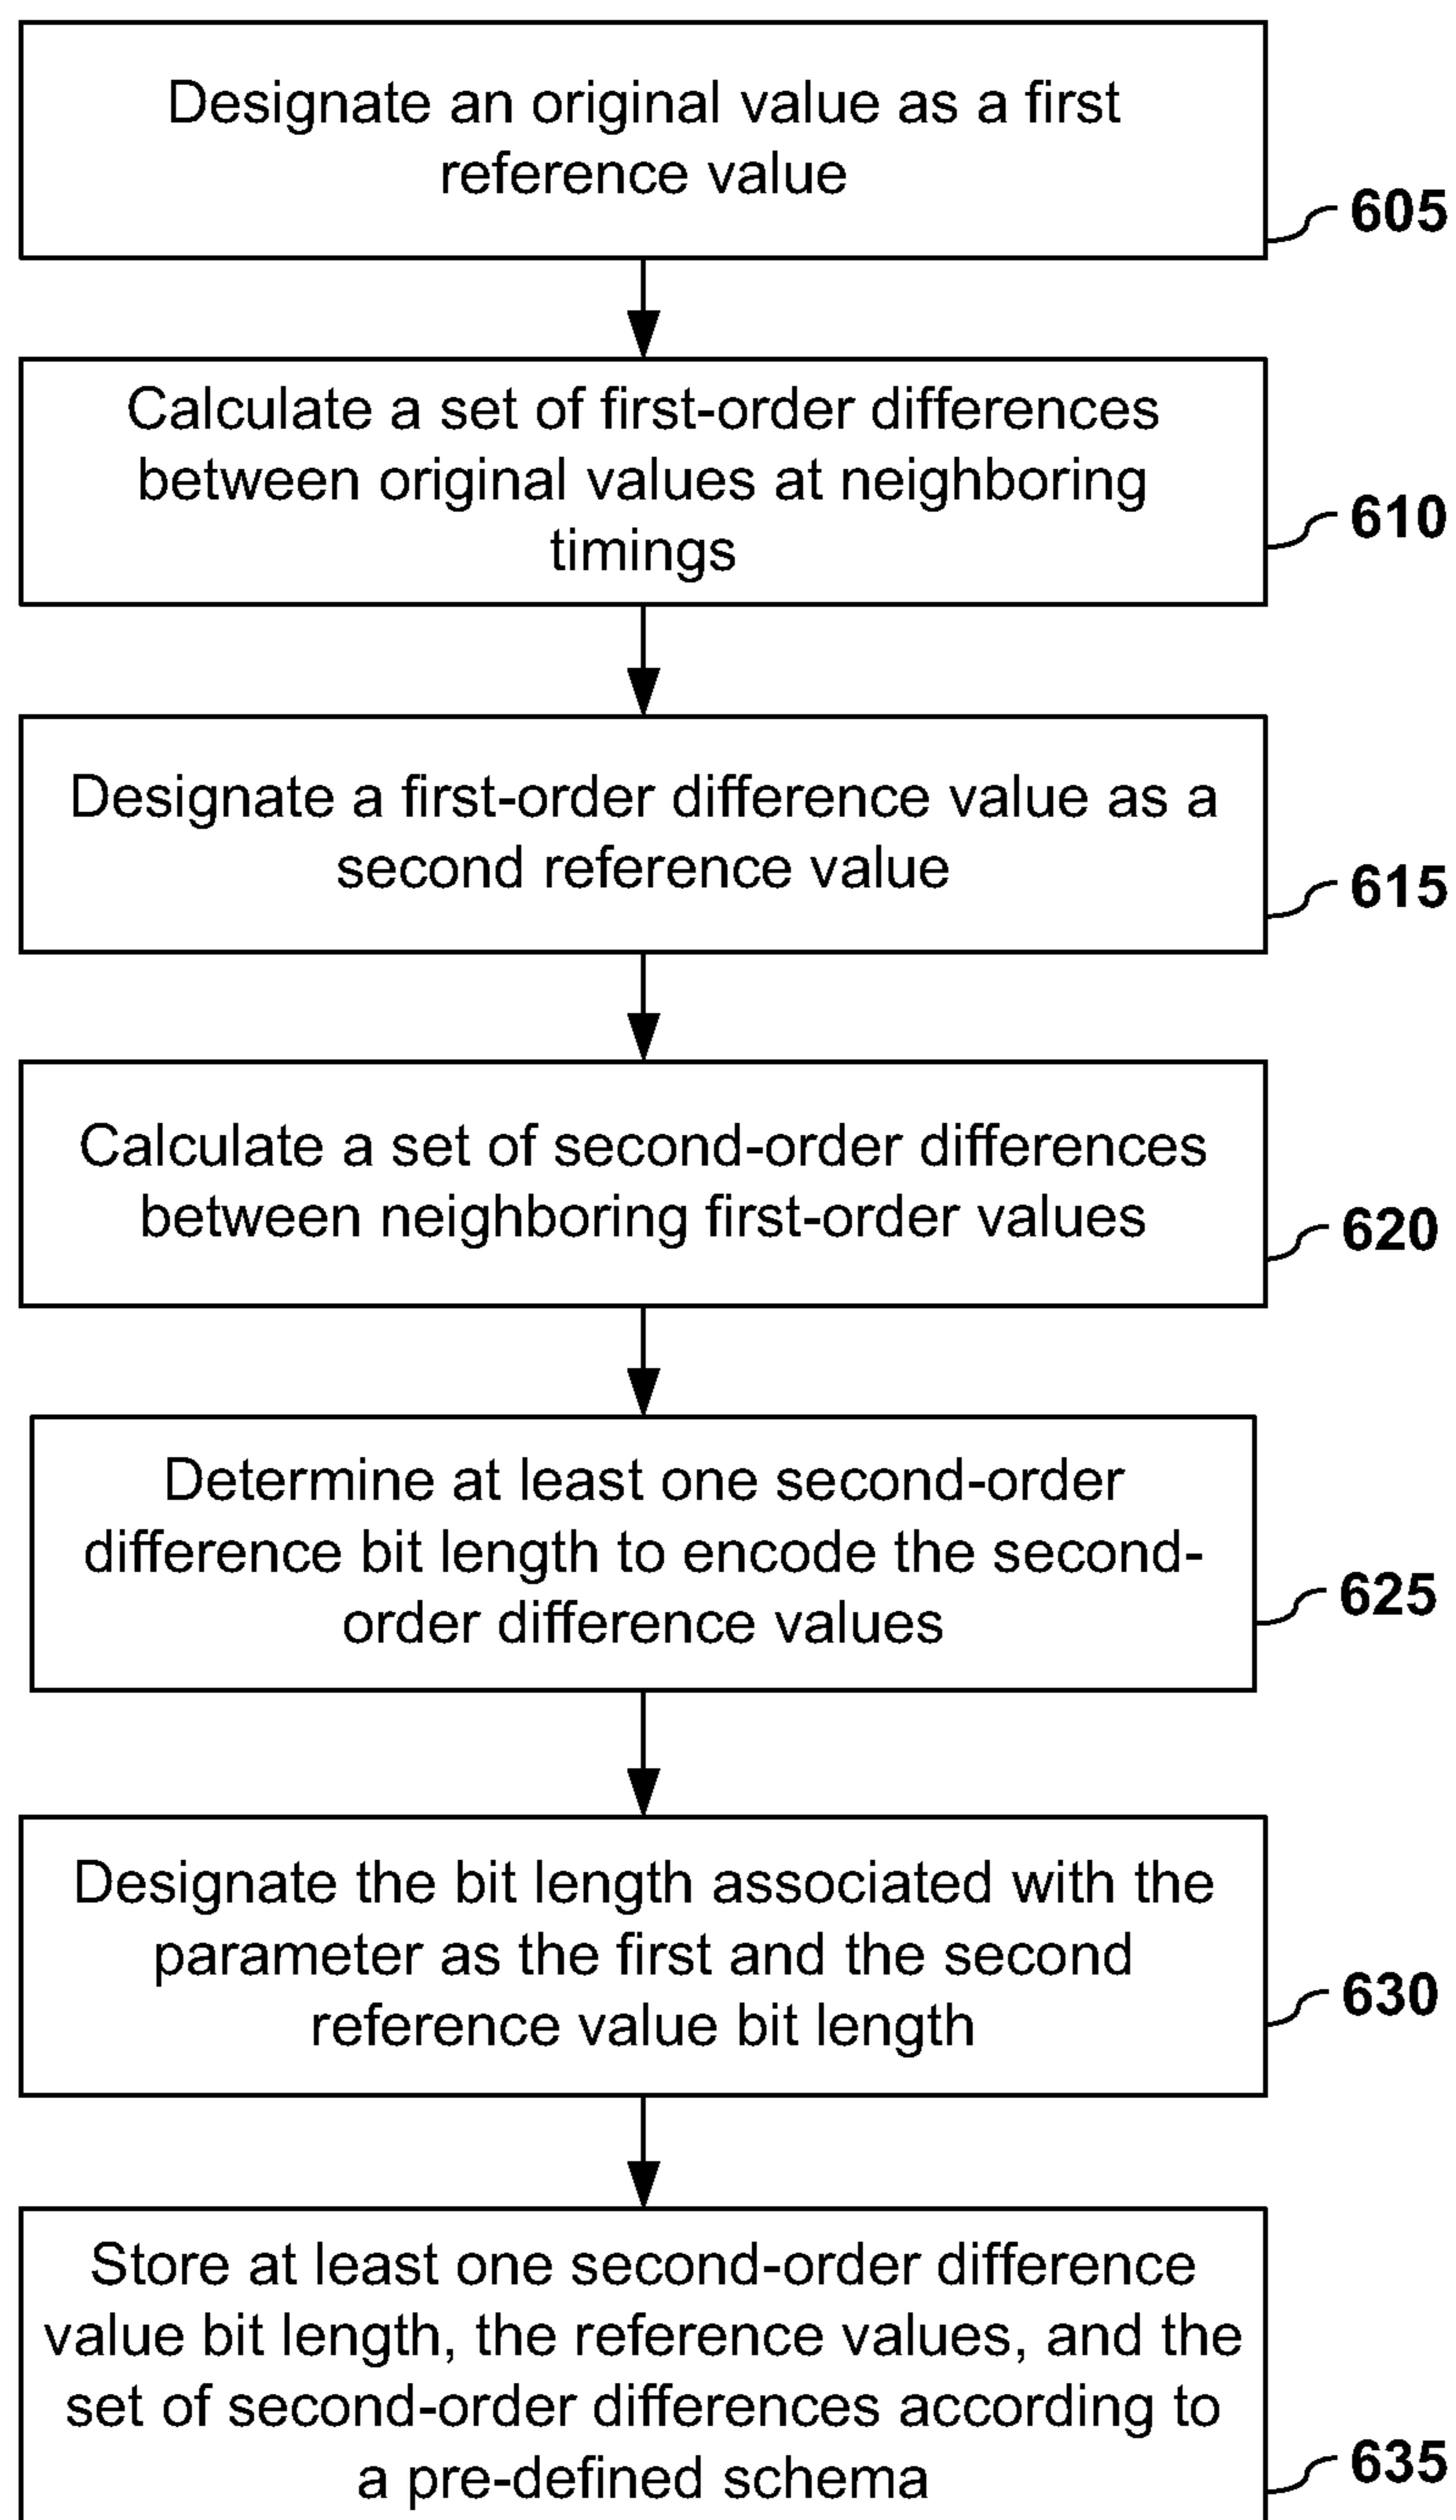 Designate an original value as a first
reference value
605
Calculate a set of first-order differences
between original values at neighboring
timings
610
Designate a first-order difference value as a
second reference value
615
Calculate a set of second-order differences
between neighboring first-order values
620
Determine at least one second-order
difference bit length to encode the second-
order difference values
625
Designate the bit length associated with the
parameter as the first and the second
reference value bit length
630
Store at least one second-order difference
value bit length, the reference values, and the
set of second-order differences according to
a pre-defined schema
635